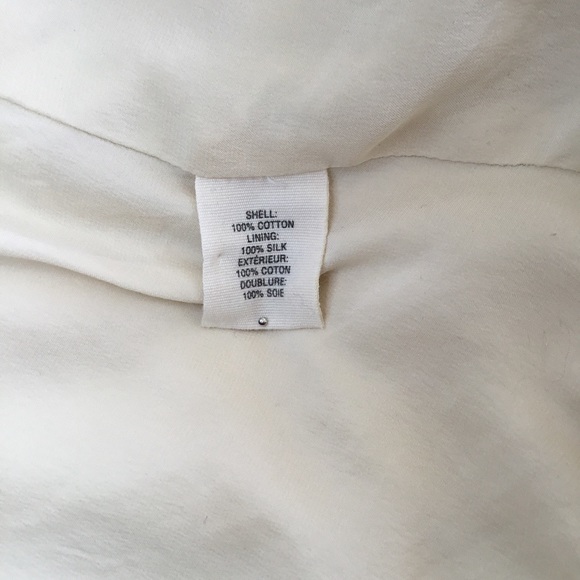 SHELL:
100% COTTON
LINING:
100% SILK
EXTÉRIEUR:
100% COTON
DOUBLURE:
100% SOIE